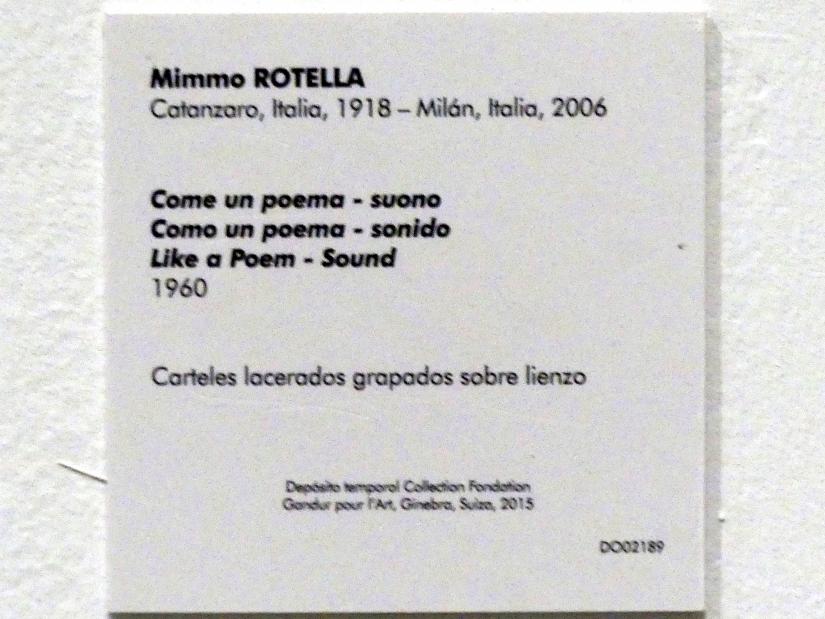 Mimmo ROTELLA
Catanzaro, Italia, 1918 – Milán, Italia, 2006
Come un poema - suono
Como un poema - sonido
Like a Poem - Sound
1960
Carteles lacerados grapados sobre lienzo
Depósito temporal Collection Fondation
Gandur pour l'Art, Ginebra, Suiza, 2015
DO02189